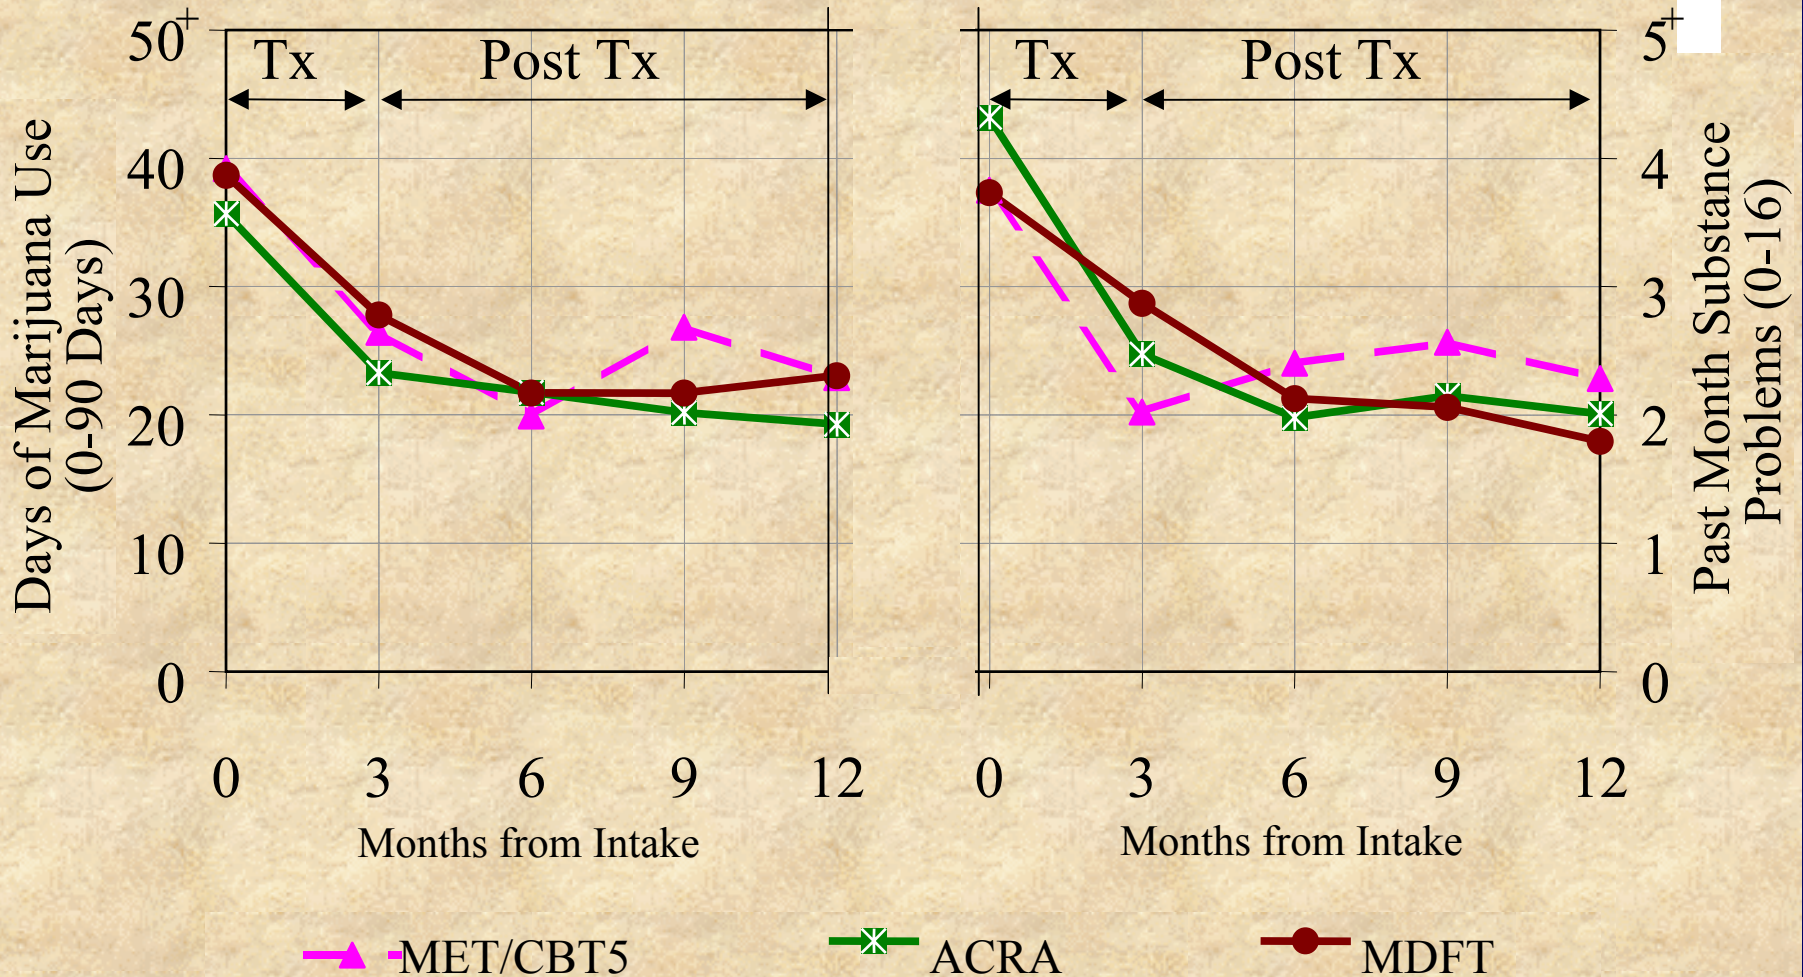 50+
40
30
20
10
0
Days of Marijuana Use
(0-90 Days)
Tx
Post Tx
0 3 6 9 12
Months from Intake
Tx
Post Tx
5+
4
3
2
1
0
Past Month Substance
Problems (0-16)
0 3 6 9 12
Months from Intake
MET/CBT5 ACRA MDFT